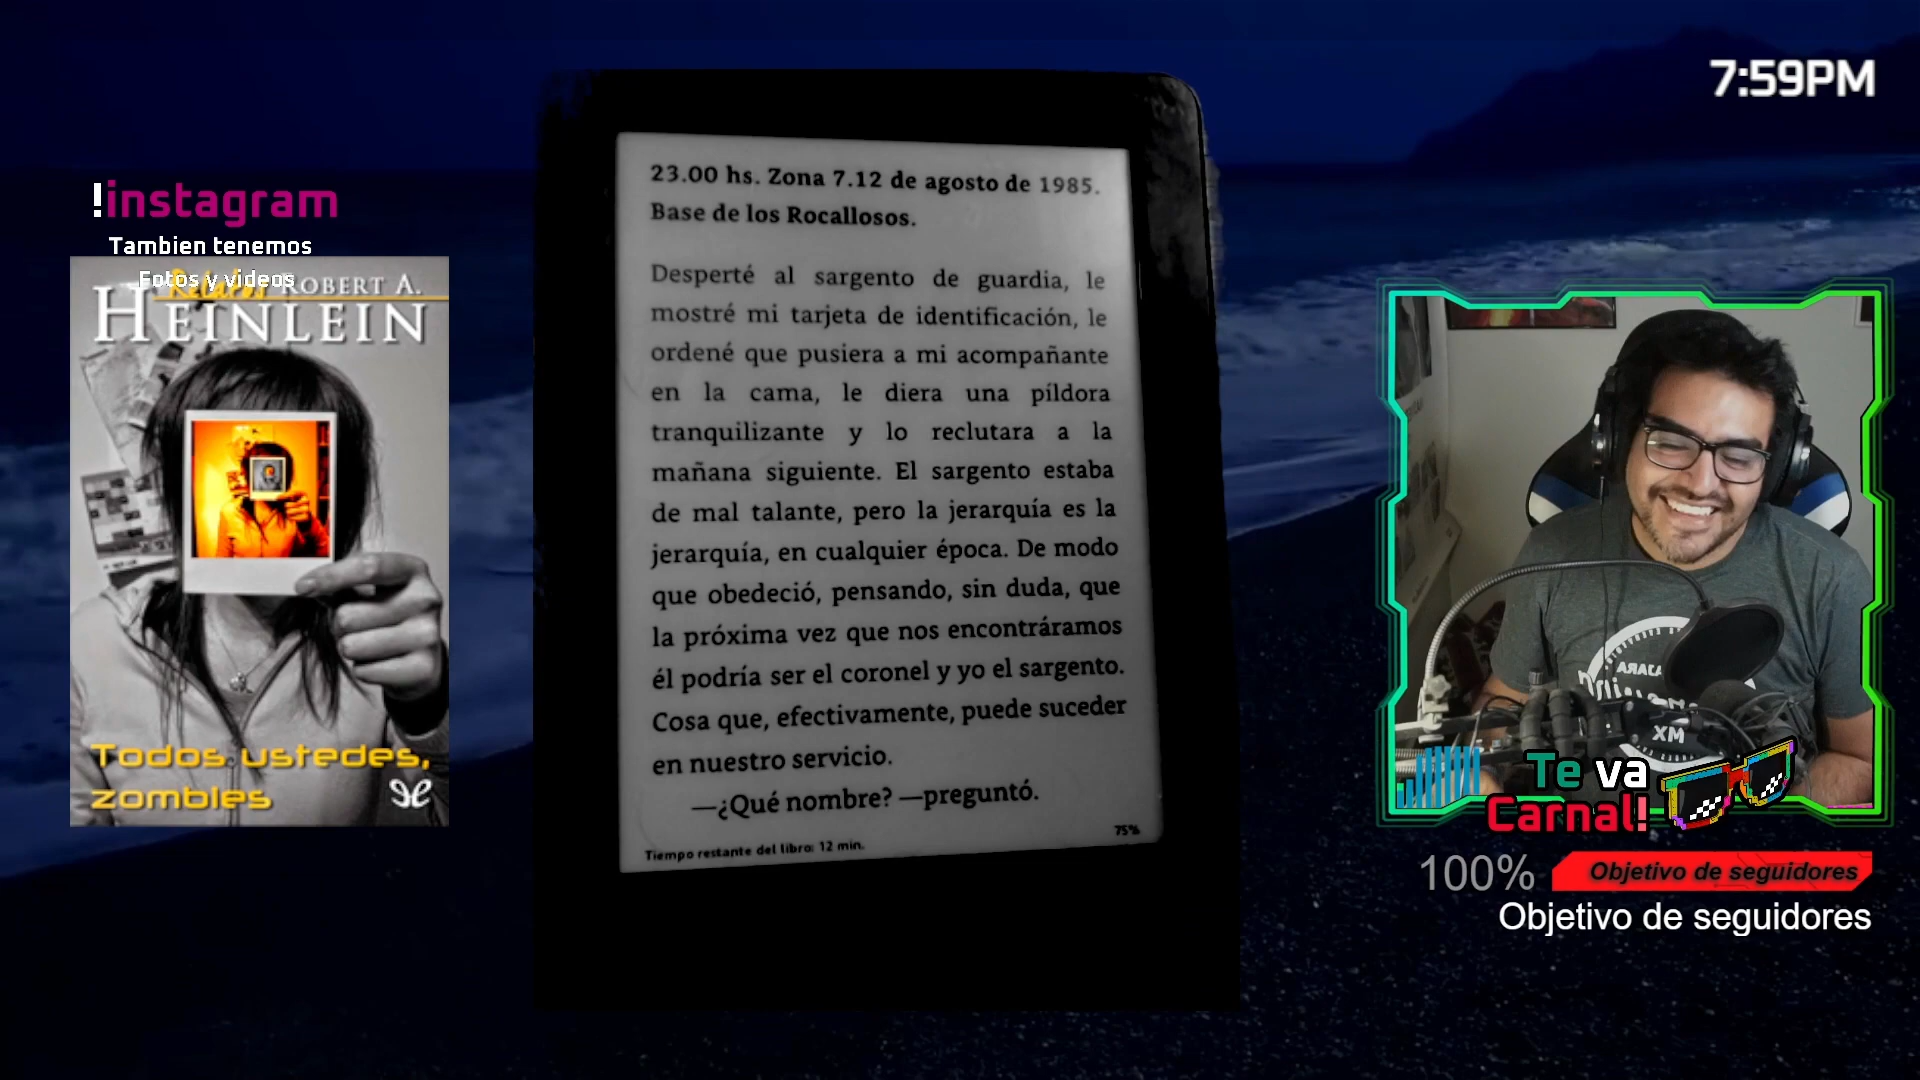 7:59PM
!instagram
Tambien tenemos
Fotos y videos
Relatos ROBERT A.
HEINLEIN
Todos ustedes,
zombies
23.00 hs. Zona 7.12 de agosto de 1985.
Base de los Rocallosos.
Desperté al sargento de guardia, le
mostré mi tarjeta de identificación, le
ordené que pusiera a mi acompañante
en la cama, le diera una píldora
tranquilizante y lo reclutara a la
mañana siguiente. El sargento estaba
de mal talante, pero la jerarquía es la
jerarquía, en cualquier época. De modo
que obedeció, pensando, sin duda, que
la próxima vez que nos encontráramos
él podría ser el coronel y yo el sargento.
Cosa que, efectivamente, puede suceder
en nuestro servicio.
—¿Qué nombre? —preguntó.
75%
Tiempo restante del libro: 12 min.
MX
Te va
Carnal!
100% Objetivo de seguidores
Objetivo de seguidores